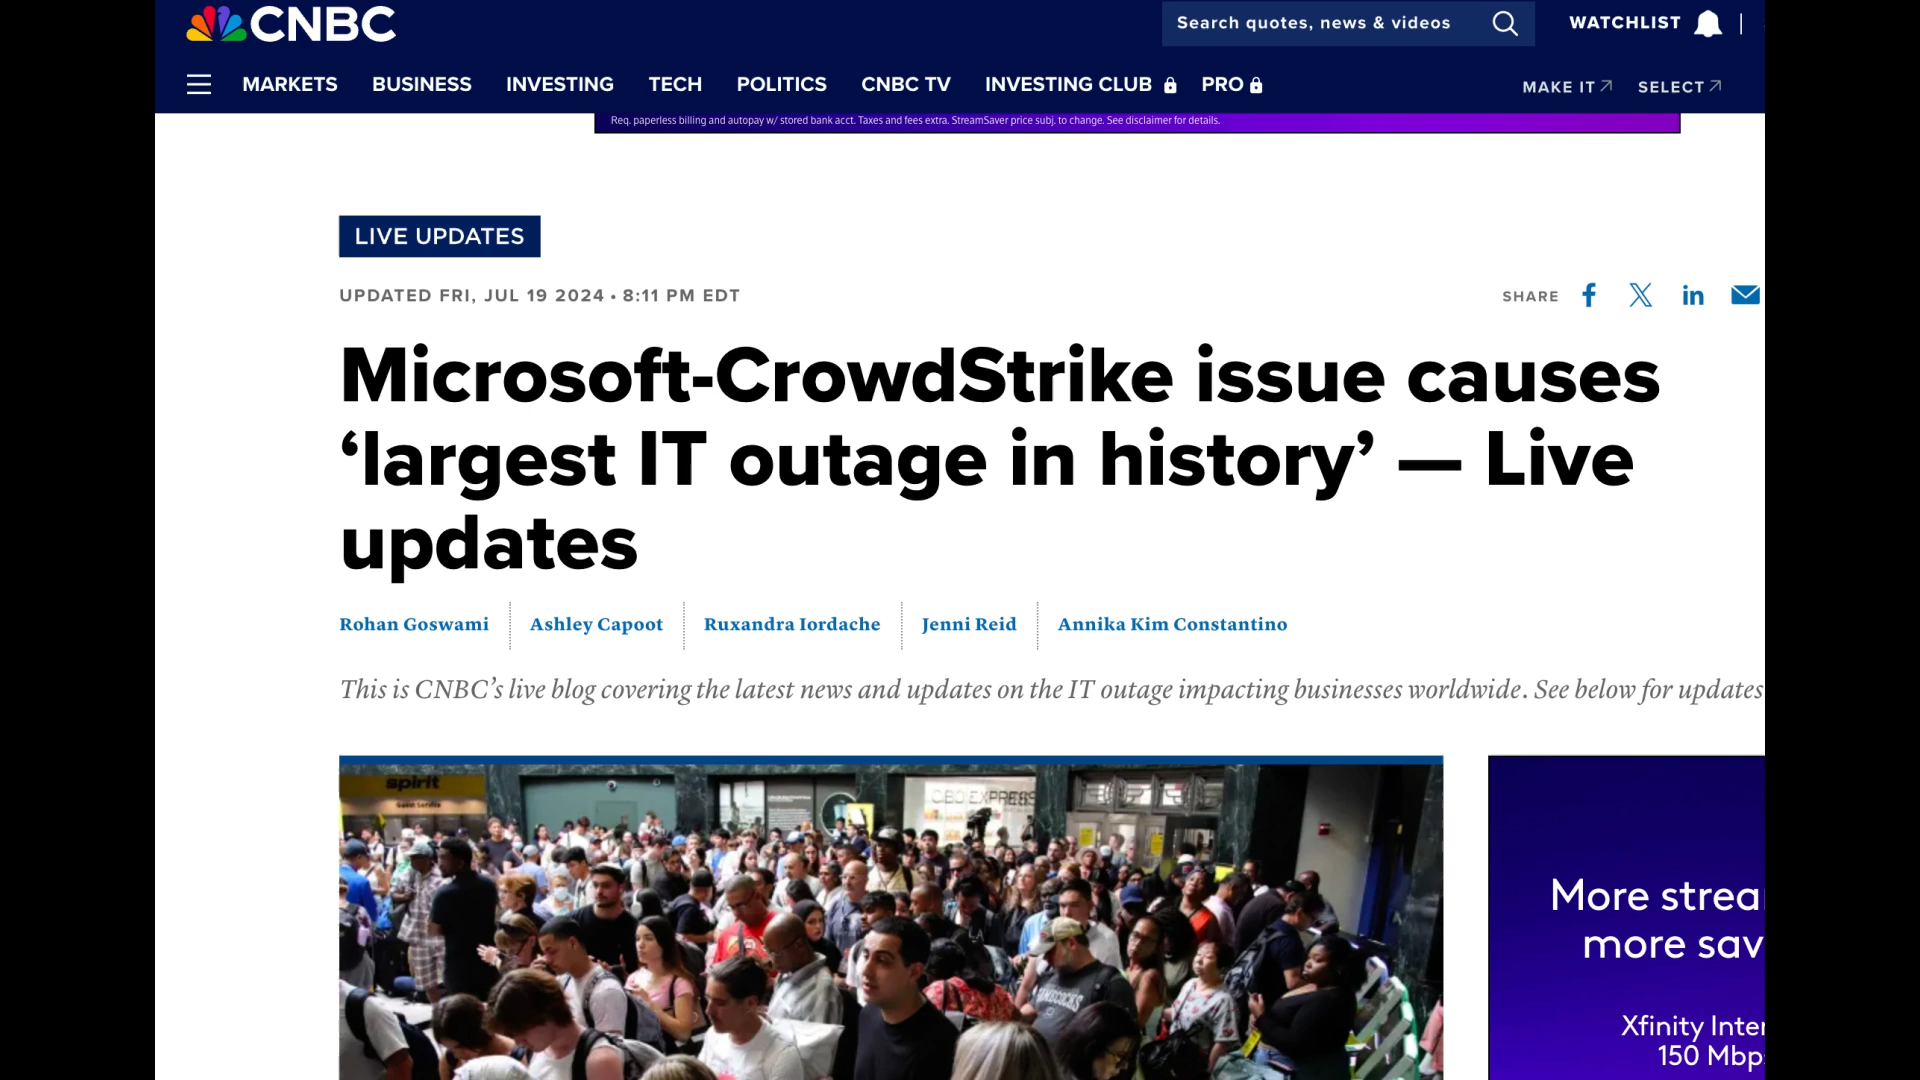 CNBC
Search quotes, news & videos
WATCHLIST
MARKETS BUSINESS INVESTING TECH POLITICS CNBC TV INVESTING CLUB PRO
MAKE IT SELECT
Req. paperless billing and autopay w/ stored bank acct. Taxes and fees extra. StreamSaver price subj. to change. See disclaimer for details.
LIVE UPDATES
UPDATED FRI, JUL 19 2024 • 8:11 PM EDT
SHARE
Microsoft-CrowdStrike issue causes
‘largest IT outage in history’ — Live
updates
Rohan Goswami Ashley Capoot Ruxandra Iordache Jenni Reid Annika Kim Constantino
This is CNBC’s live blog covering the latest news and updates on the IT outage impacting businesses worldwide. See below for updates
spirit
Guest Service
CIBO EXPRESS
More strea
more sav
Xfinity Inter
150 Mbp